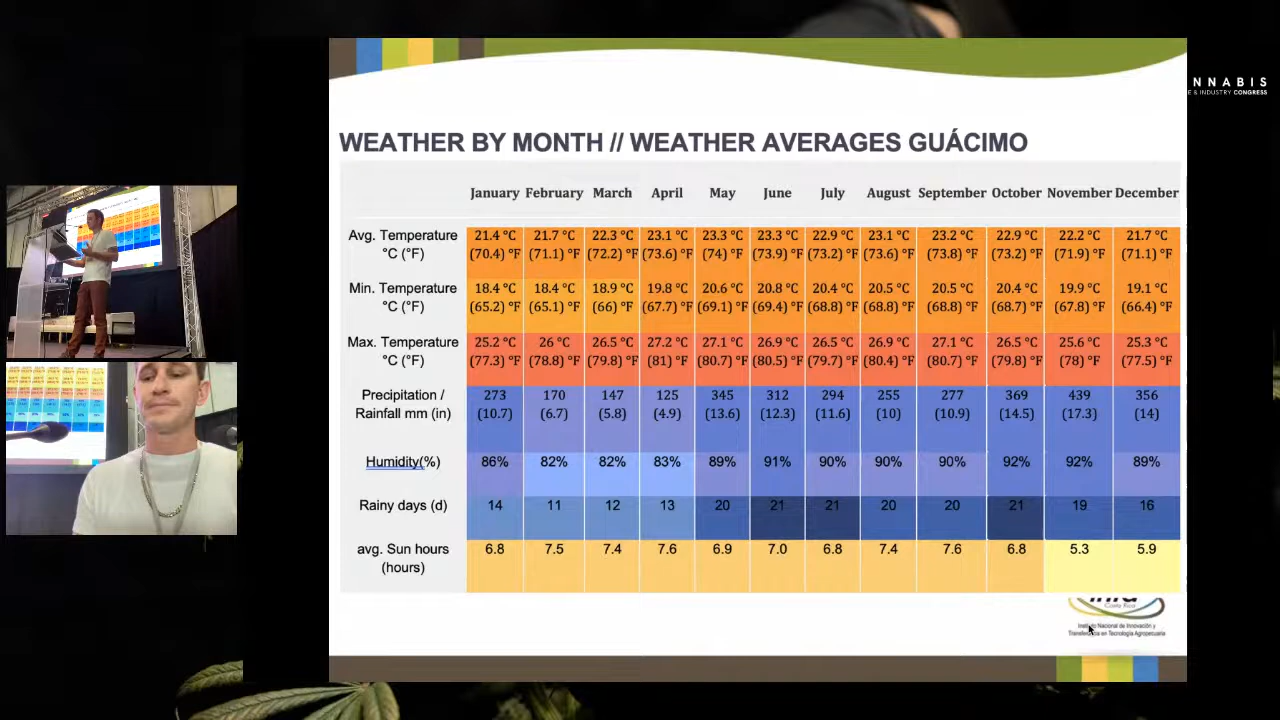 NNABIS
E & INDUSTRY CONGRESS
WEATHER BY MONTH // WEATHER AVERAGES GUÁCIMO
January February March April May June July August September October November December
Avg. Temperature °C (°F) 21.4 °C (70.4) °F 21.7 °C (71.1) °F 22.3 °C (72.2) °F 23.1 °C (73.6) °F 23.3 °C (74) °F 23.3 °C (73.9) °F 22.9 °C (73.2) °F 23.1 °C (73.6) °F 23.2 °C (73.8) °F 22.9 °C (73.2) °F 22.2 °C (71.9) °F 21.7 °C (71.1) °F
Min. Temperature °C (°F) 18.4 °C (65.2) °F 18.4 °C (65.1) °F 18.9 °C (66) °F 19.8 °C (67.7) °F 20.6 °C (69.1) °F 20.8 °C (69.4) °F 20.4 °C (68.8) °F 20.5 °C (68.8) °F 20.5 °C (68.8) °F 20.4 °C (68.7) °F 19.9 °C (67.8) °F 19.1 °C (66.4) °F
Max. Temperature °C (°F) 25.2 °C (77.3) °F 26 °C (78.8) °F 26.5 °C (79.8) °F 27.2 °C (81) °F 27.1 °C (80.7) °F 26.9 °C (80.5) °F 26.5 °C (79.7) °F 26.9 °C (80.4) °F 27.1 °C (80.7) °F 26.5 °C (79.8) °F 25.6 °C (78) °F 25.3 °C (77.5) °F
Precipitation / Rainfall mm (in) 273 (10.7) 170 (6.7) 147 (5.8) 125 (4.9) 345 (13.6) 312 (12.3) 294 (11.6) 255 (10) 277 (10.9) 369 (14.5) 439 (17.3) 356 (14)
Humidity(%) 86% 82% 82% 83% 89% 91% 90% 90% 90% 92% 92% 89%
Rainy days (d) 14 11 12 13 20 21 21 20 20 21 19 16
avg. Sun hours (hours) 6.8 7.5 7.4 7.6 6.9 7.0 6.8 7.4 7.6 6.8 5.3 5.9
Costa Rica
Instituto Nacional de Innovación y
Transferencia en Tecnología Agropecuaria